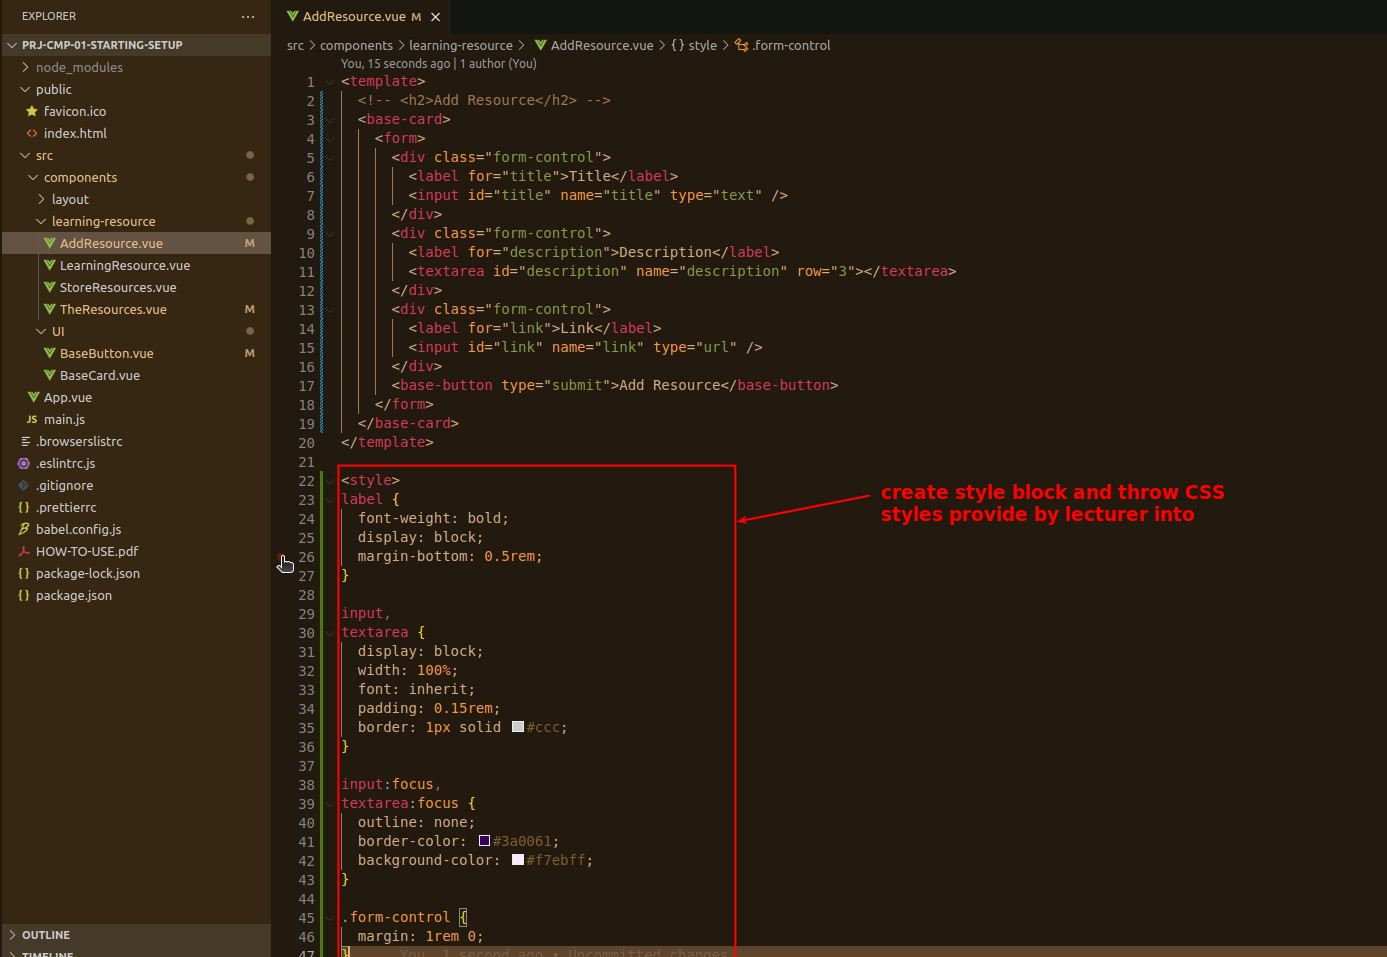 EXPLORER
PRJ-CMP-01-STARTING-SETUP
node_modules
public
favicon.ico
index.html
src
components
layout
learning-resource
AddResource.vue M
LearningResource.vue
StoreResources.vue
TheResources.vue M
UI
BaseButton.vue M
BaseCard.vue
App.vue
JS main.js
.browserslistrc
.eslintrc.js
.gitignore
{} .prettierrc
babel.config.js
HOW-TO-USE.pdf
{} package-lock.json
{} package.json
OUTLINE
TIMELINE
AddResource.vue M
src > components > learning-resource > AddResource.vue > {} style > .form-control
You, 15 seconds ago | 1 author (You)
1 <template>
2 <!-- <h2>Add Resource</h2> -->
3 <base-card>
4 <form>
5 <div class="form-control">
6 <label for="title">Title</label>
7 <input id="title" name="title" type="text" />
8 </div>
9 <div class="form-control">
10 <label for="description">Description</label>
11 <textarea id="description" name="description" row="3"></textarea>
12 </div>
13 <div class="form-control">
14 <label for="link">Link</label>
15 <input id="link" name="link" type="url" />
16 </div>
17 <base-button type="submit">Add Resource</base-button>
18 </form>
19 </base-card>
20 </template>
21
22 <style>
23 label {
24 font-weight: bold;
25 display: block;
26 margin-bottom: 0.5rem;
27 }
28
29 input,
30 textarea {
31 display: block;
32 width: 100%;
33 font: inherit;
34 padding: 0.15rem;
35 border: 1px solid #ccc;
36 }
37
38 input:focus,
39 textarea:focus {
40 outline: none;
41 border-color: #3a0061;
42 background-color: #f7ebff;
43 }
44
45 .form-control {
46 margin: 1rem 0;
47 } You, 1 second ago • Uncommitted changes
create style block and throw CSS
styles provide by lecturer into